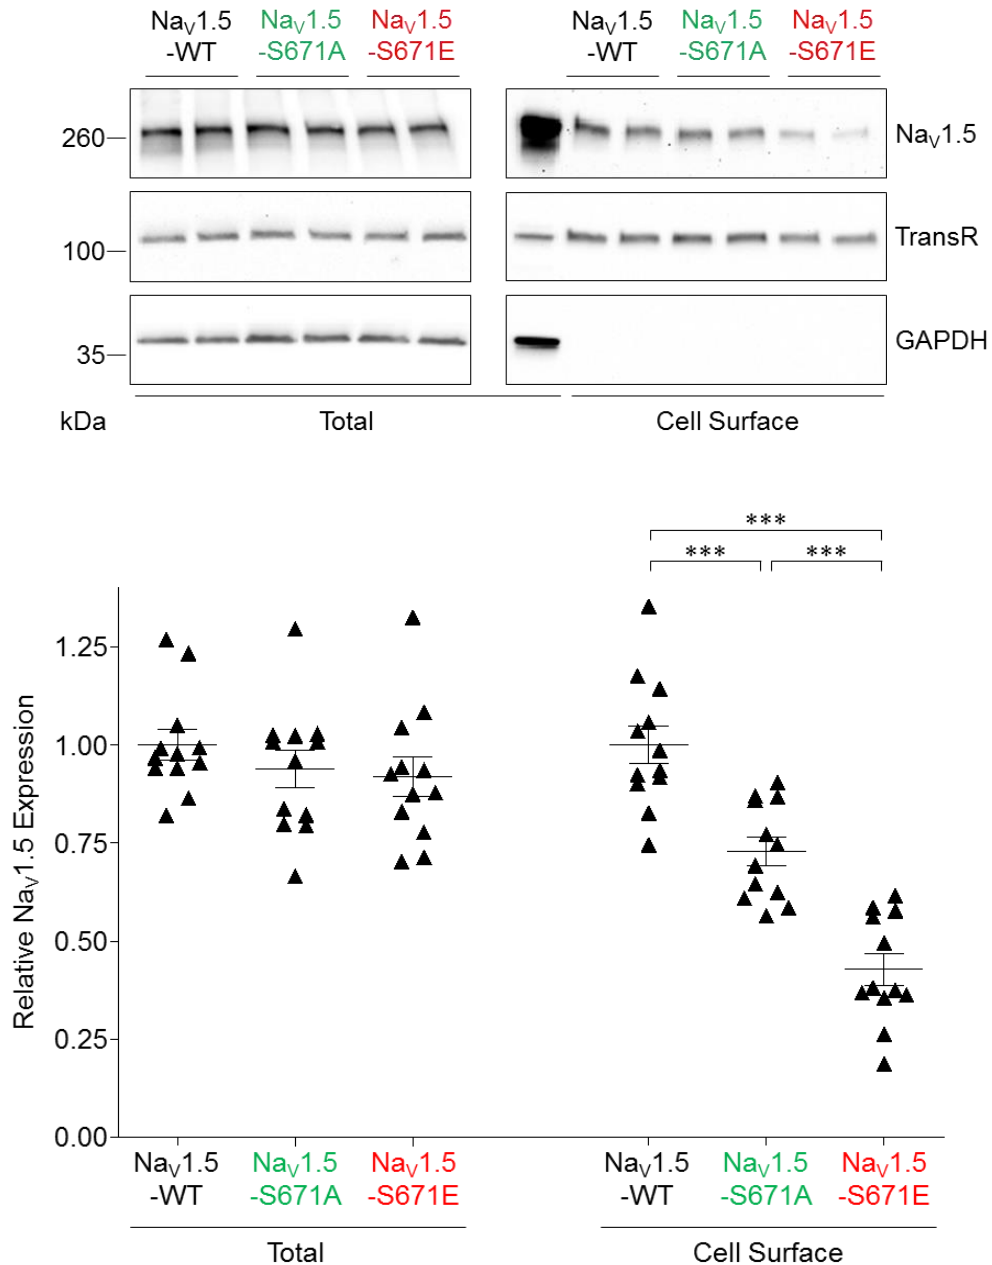 NaV1.5 NaV1.5 NaV1.5 NaV1.5 NaV1.5 NaV1.5
-WT -S671A -S671E -WT -S671A -S671E
260 NaV1.5
100 TransR
35 GAPDH
kDa Total Cell Surface
***
*** ***
Relative NaV1.5 Expression
1.25
1.00
0.75
0.50
0.25
0.00
NaV1.5 NaV1.5 NaV1.5 NaV1.5 NaV1.5 NaV1.5
-WT -S671A -S671E -WT -S671A -S671E
Total Cell Surface